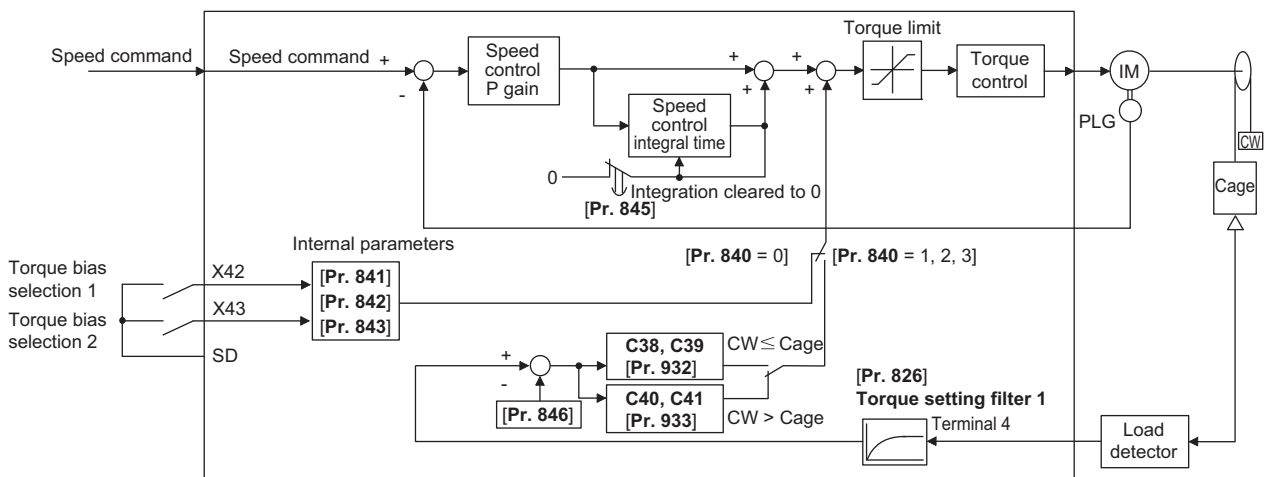 Speed command
Speed command
+
-
Speed
control
P gain
+
+
+
+
Torque limit
Torque
control
IM
PLG
CW
Cage
Speed
control
integral time
0
Integration cleared to 0
[Pr. 845]
Internal parameters
[Pr. 840 = 0]
[Pr. 840 = 1, 2, 3]
Torque bias
selection 1
X42
[Pr. 841]
[Pr. 842]
[Pr. 843]
Torque bias
selection 2
X43
SD
+
-
[Pr. 846]
C38, C39
[Pr. 932]
CW ≤ Cage
C40, C41
[Pr. 933]
CW > Cage
[Pr. 826]
Torque setting filter 1
Terminal 4
Load
detector